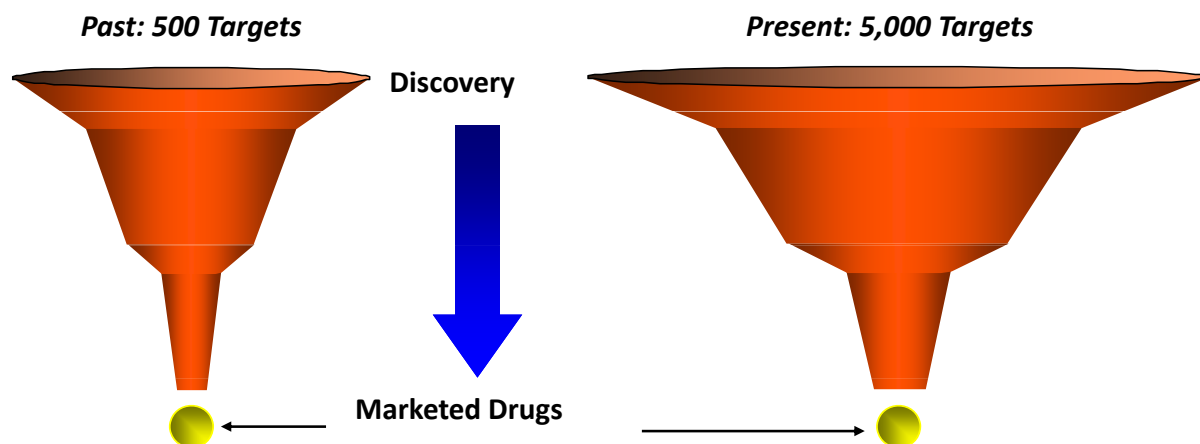 Past: 500 Targets
Present: 5,000 Targets
Discovery
Marketed Drugs